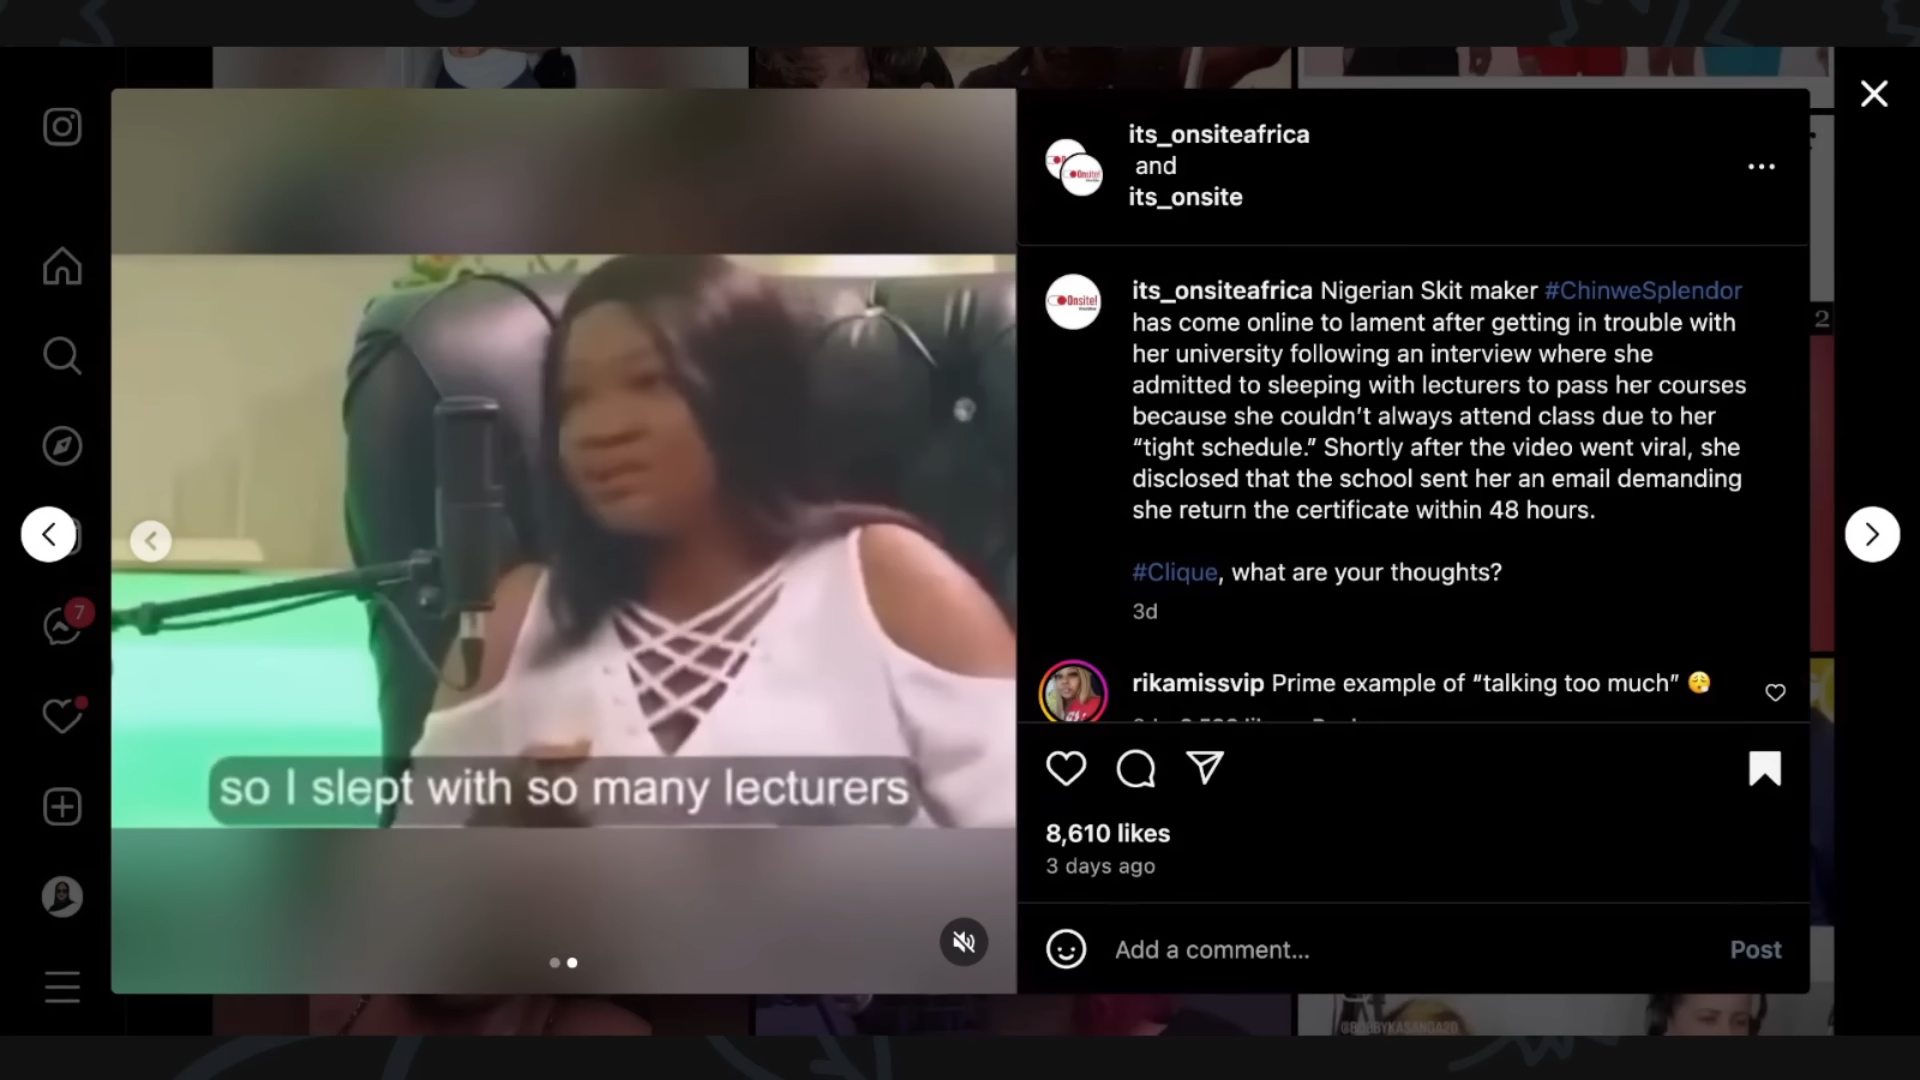 its_onsiteafrica
and
its_onsite
Onsite!
its_onsiteafrica Nigerian Skit maker #ChinweSplendor
has come online to lament after getting in trouble with
her university following an interview where she
admitted to sleeping with lecturers to pass her courses
because she couldn't always attend class due to her
“tight schedule.” Shortly after the video went viral, she
disclosed that the school sent her an email demanding
she return the certificate within 48 hours.
#Clique, what are your thoughts?
3d
rikamissvip Prime example of “talking too much” 😮‍💨
8,610 likes
3 days ago
Add a comment...
Post
so I slept with so many lecturers
7
2